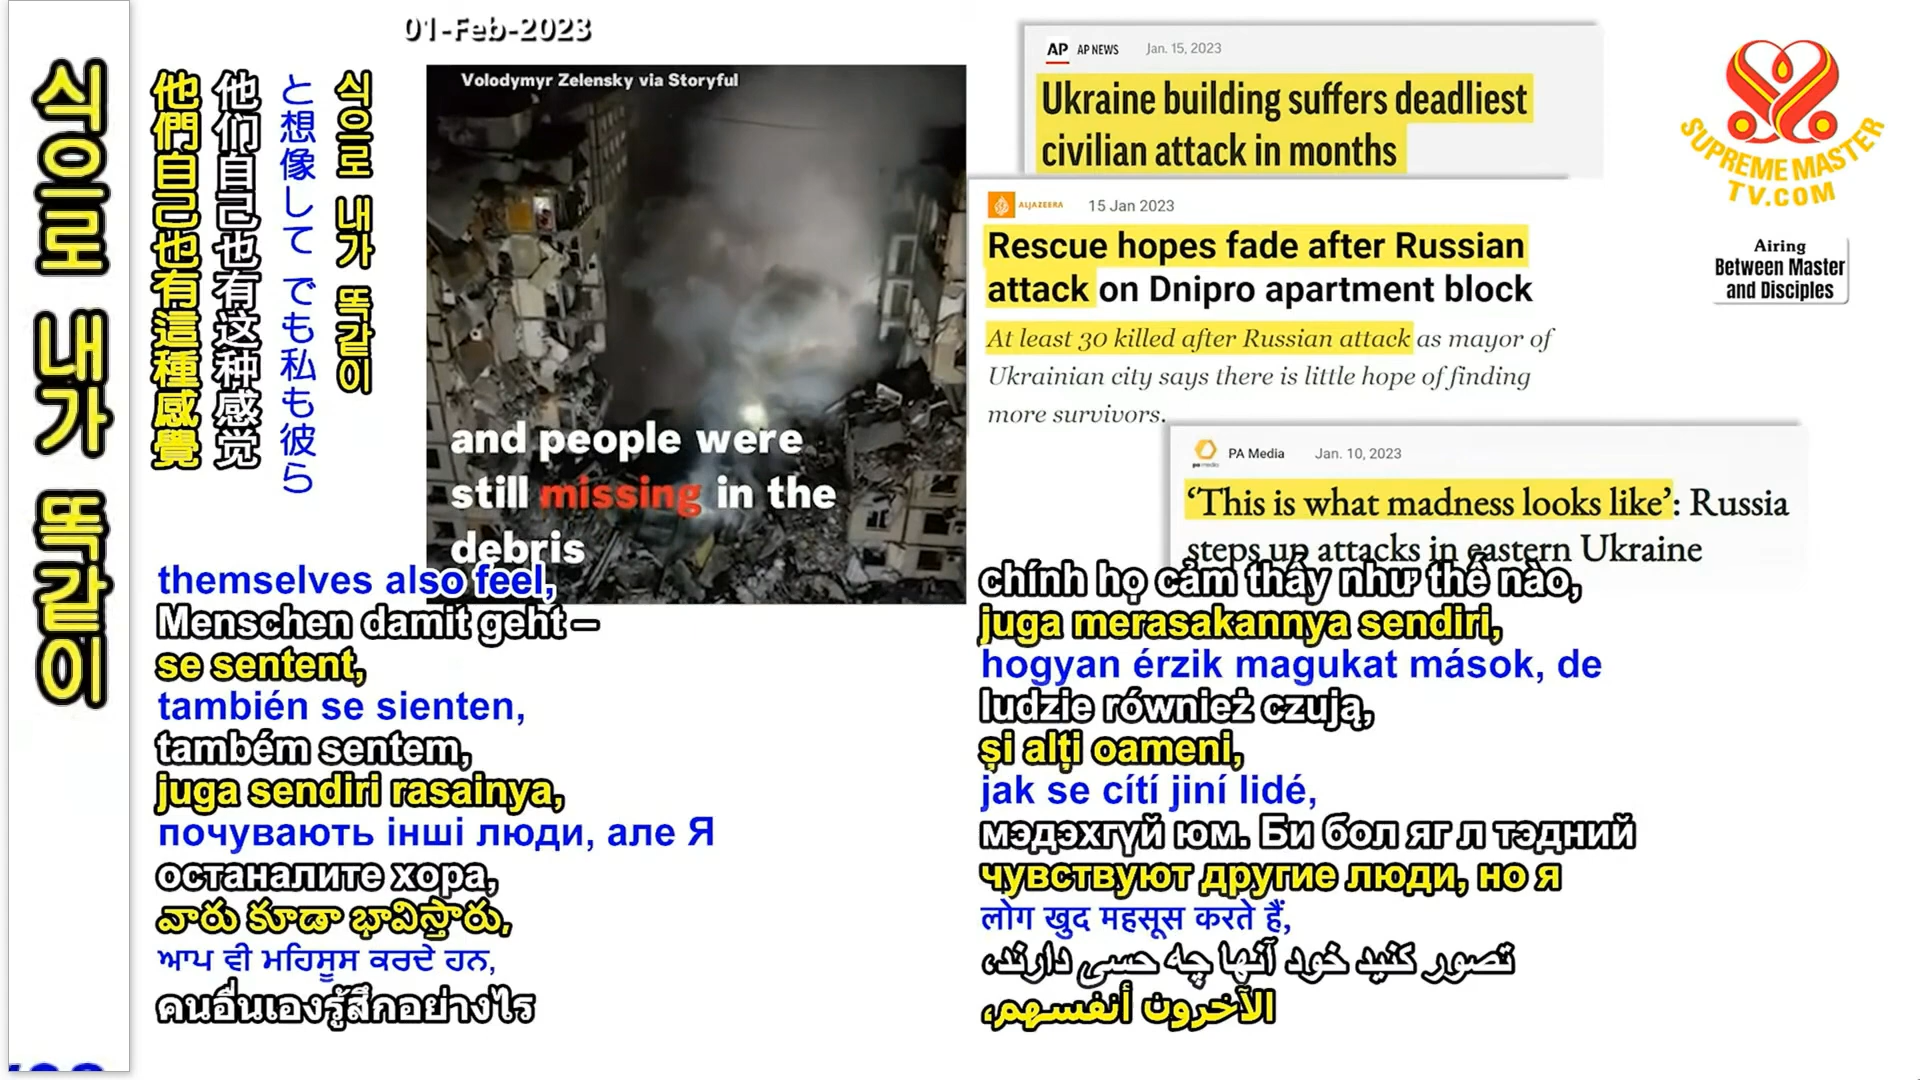 01-Feb-2023
식으로 내가 똑같이
他們自己也有這種感覺
他们自己也有这种感觉
と想像して でも私も彼ら
식으로 내가 똑같이
Volodymyr Zelensky via Storyful
and people were
still missing in the
debris
AP AP NEWS Jan. 15, 2023
Ukraine building suffers deadliest
civilian attack in months
ALJAZEERA 15 Jan 2023
Rescue hopes fade after Russian
attack on Dnipro apartment block
At least 30 killed after Russian attack as mayor of
Ukrainian city says there is little hope of finding
more survivors.
PA Media Jan. 10, 2023
‘This is what madness looks like’: Russia
steps up attacks in eastern Ukraine
SUPREME MASTER
TV.COM
Airing
Between Master
and Disciples
themselves also feel,
Menschen damit geht –
se sentent,
también se sienten,
também sentem,
juga sendiri rasainya,
почувають інші люди, але Я
останалите хора,
వారు కూడా భావిస్తారు,
ਆਪ ਵੀ ਮਹਿਸੂਸ ਕਰਦੇ ਹਨ,
คนอื่นเองรู้สึกอย่างไร
chính họ cảm thấy như thế nào,
juga merasakannya sendiri,
hogyan érzik magukat mások, de
ludzie również czują,
și alți oameni,
jak se cítí jiní lidé,
мэдэхгүй юм. Би бол яг л тэдний
чувствуют другие люди, но я
लोग खुद महसूस करते हैं,
تصور کنید خود آنها چه حسی دارند،
الآخرون أنفسهم،